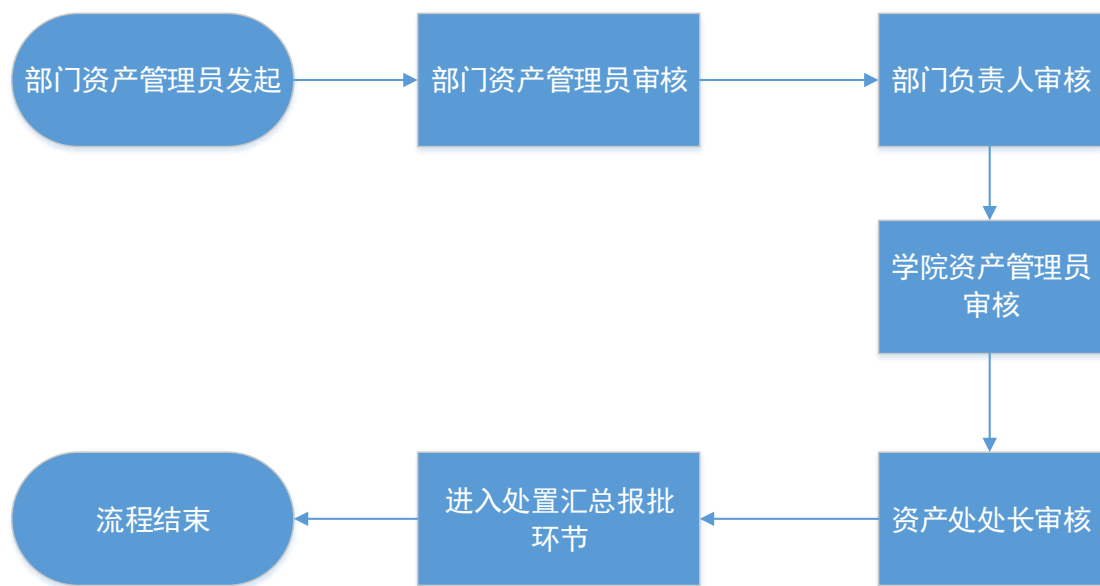 部门资产管理员发起
部门资产管理员审核
部门负责人审核
学院资产管理员
审核
资产处处长审核
进入处置汇总报批
环节
流程结束